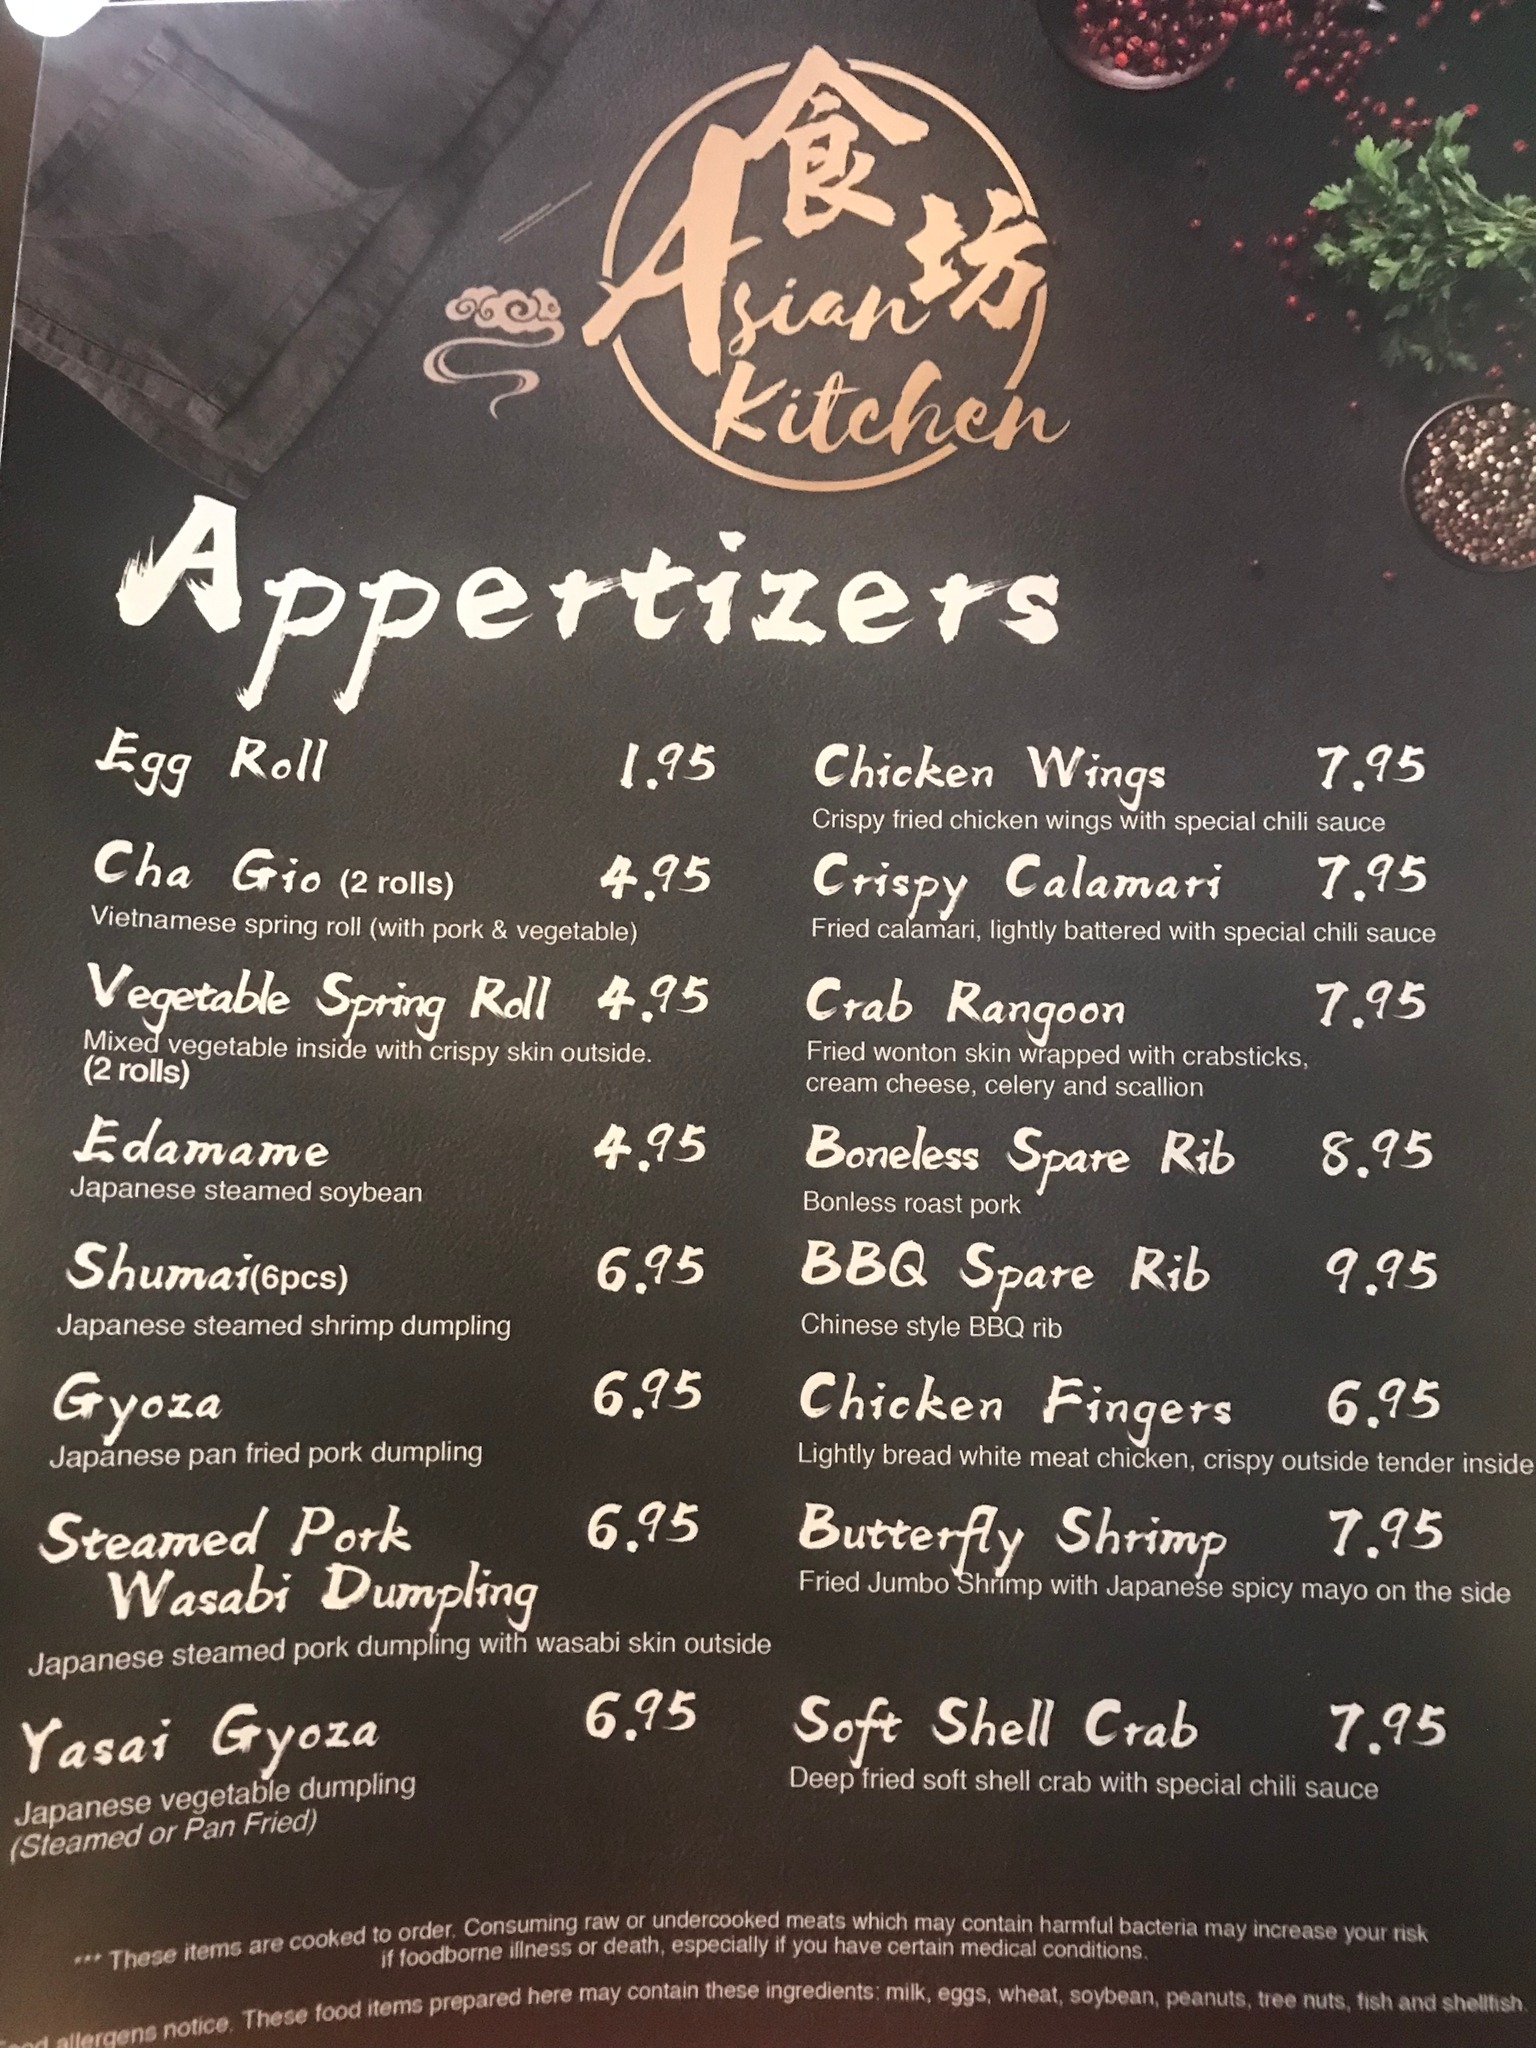 食坊
Asian
Kitchen
Appertizers
Egg Roll 1.95
Cha Gio (2 rolls) 4.95
Vietnamese spring roll (with pork & vegetable)
Vegetable Spring Roll 4.95
Mixed vegetable inside with crispy skin outside.
(2 rolls)
Edamame 4.95
Japanese steamed soybean
Shumai(6pcs) 6.95
Japanese steamed shrimp dumpling
Gyoza 6.95
Japanese pan fried pork dumpling
Steamed Pork 6.95
Wasabi Dumpling
Japanese steamed pork dumpling with wasabi skin outside
Yasai Gyoza 6.95
Japanese vegetable dumpling
(Steamed or Pan Fried)
Chicken Wings 7.95
Crispy fried chicken wings with special chili sauce
Crispy Calamari 7.95
Fried calamari, lightly battered with special chili sauce
Crab Rangoon 7.95
Fried wonton skin wrapped with crabsticks,
cream cheese, celery and scallion
Boneless Spare Rib 8.95
Bonless roast pork
BBQ Spare Rib 9.95
Chinese style BBQ rib
Chicken Fingers 6.95
Lightly bread white meat chicken, crispy outside tender inside
Butterfly Shrimp 7.95
Fried Jumbo Shrimp with Japanese spicy mayo on the side
Soft Shell Crab 7.95
Deep fried soft shell crab with special chili sauce
*** These items are cooked to order. Consuming raw or undercooked meats which may contain harmful bacteria may increase your risk
if foodborne illness or death, especially if you have certain medical conditions.
Food allergens notice. These food items prepared here may contain these ingredients: milk, eggs, wheat, soybean, peanuts, tree nuts, fish and shellfish.